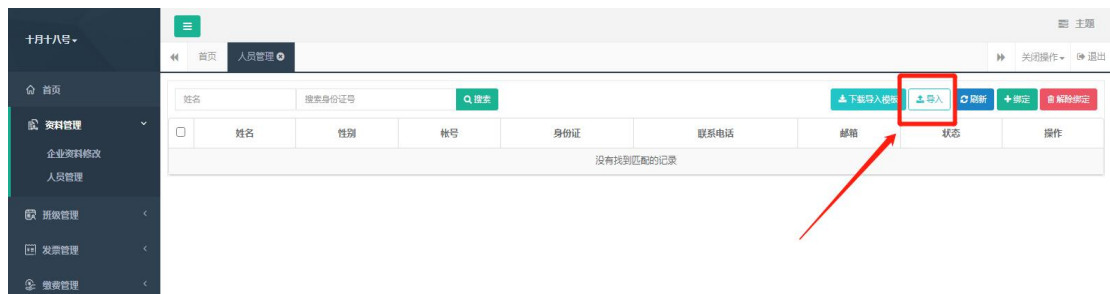 十月十八号
主题
首页
人员管理
关闭操作
退出
首页
资料管理
企业资料修改
人员管理
班级管理
发票管理
缴费管理
姓名
搜索身份证号
搜索
下载导入模板
导入
刷新
绑定
解除绑定
姓名 性别 帐号 身份证 联系电话 邮箱 状态 操作
没有找到匹配的记录